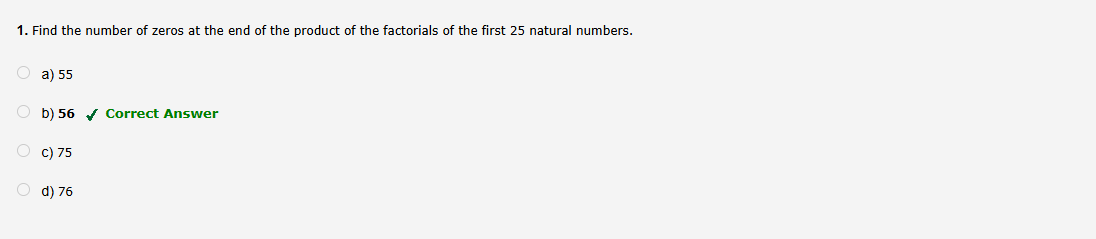 1. Find the number of zeros at the end of the product of the factorials of the first 25 natural numbers.
a) 55
b) 56 ✓ Correct Answer
c) 75
d) 76